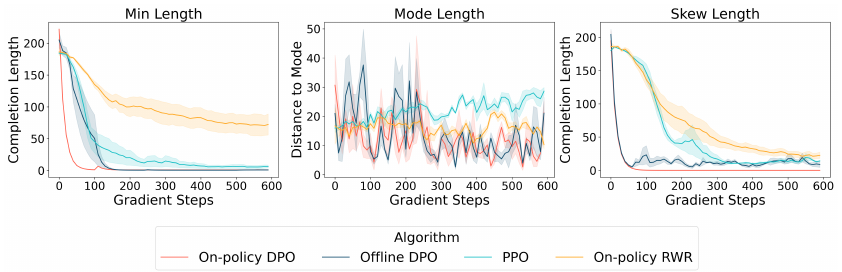 Min Length
Completion Length
200
150
100
50
0
0 100 200 300 400 500 600
Gradient Steps
Mode Length
Distance to Mode
50
40
30
20
10
0
0 100 200 300 400 500 600
Gradient Steps
Skew Length
Completion Length
200
150
100
50
0
0 100 200 300 400 500 600
Gradient Steps
Algorithm
On-policy DPO Offline DPO PPO On-policy RWR